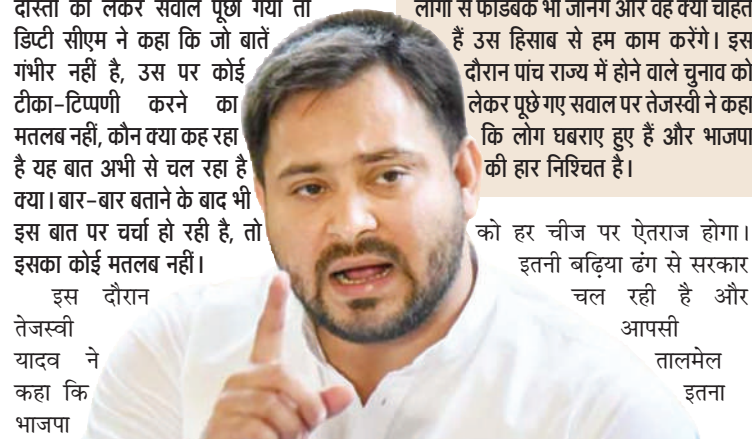 दोस्ती को लेकर सवाल पूछा गया तो
डिप्टी सीएम ने कहा कि जो बातें
गंभीर नहीं है, उस पर कोई
टीका-टिप्पणी करने का
मतलब नहीं, कौन क्या कह रहा
है यह बात अभी से चल रहा है
क्या। बार-बार बताने के बाद भी
इस बात पर चर्चा हो रही है, तो
इसका कोई मतलब नहीं।
इस दौरान
तेजस्वी
यादव ने
कहा कि
भाजपा
लोगों से फीडबैक भी जानेंगे और वह क्या चाहते
हैं उस हिसाब से हम काम करेंगे। इस
दौरान पांच राज्य में होने वाले चुनाव को
लेकर पूछे गए सवाल पर तेजस्वी ने कहा
कि लोग घबराए हुए हैं और भाजपा
की हार निश्चित है।
को हर चीज पर ऐतराज होगा।
इतनी बढ़िया ढंग से सरकार
चल रही है और
आपसी
तालमेल
इतना